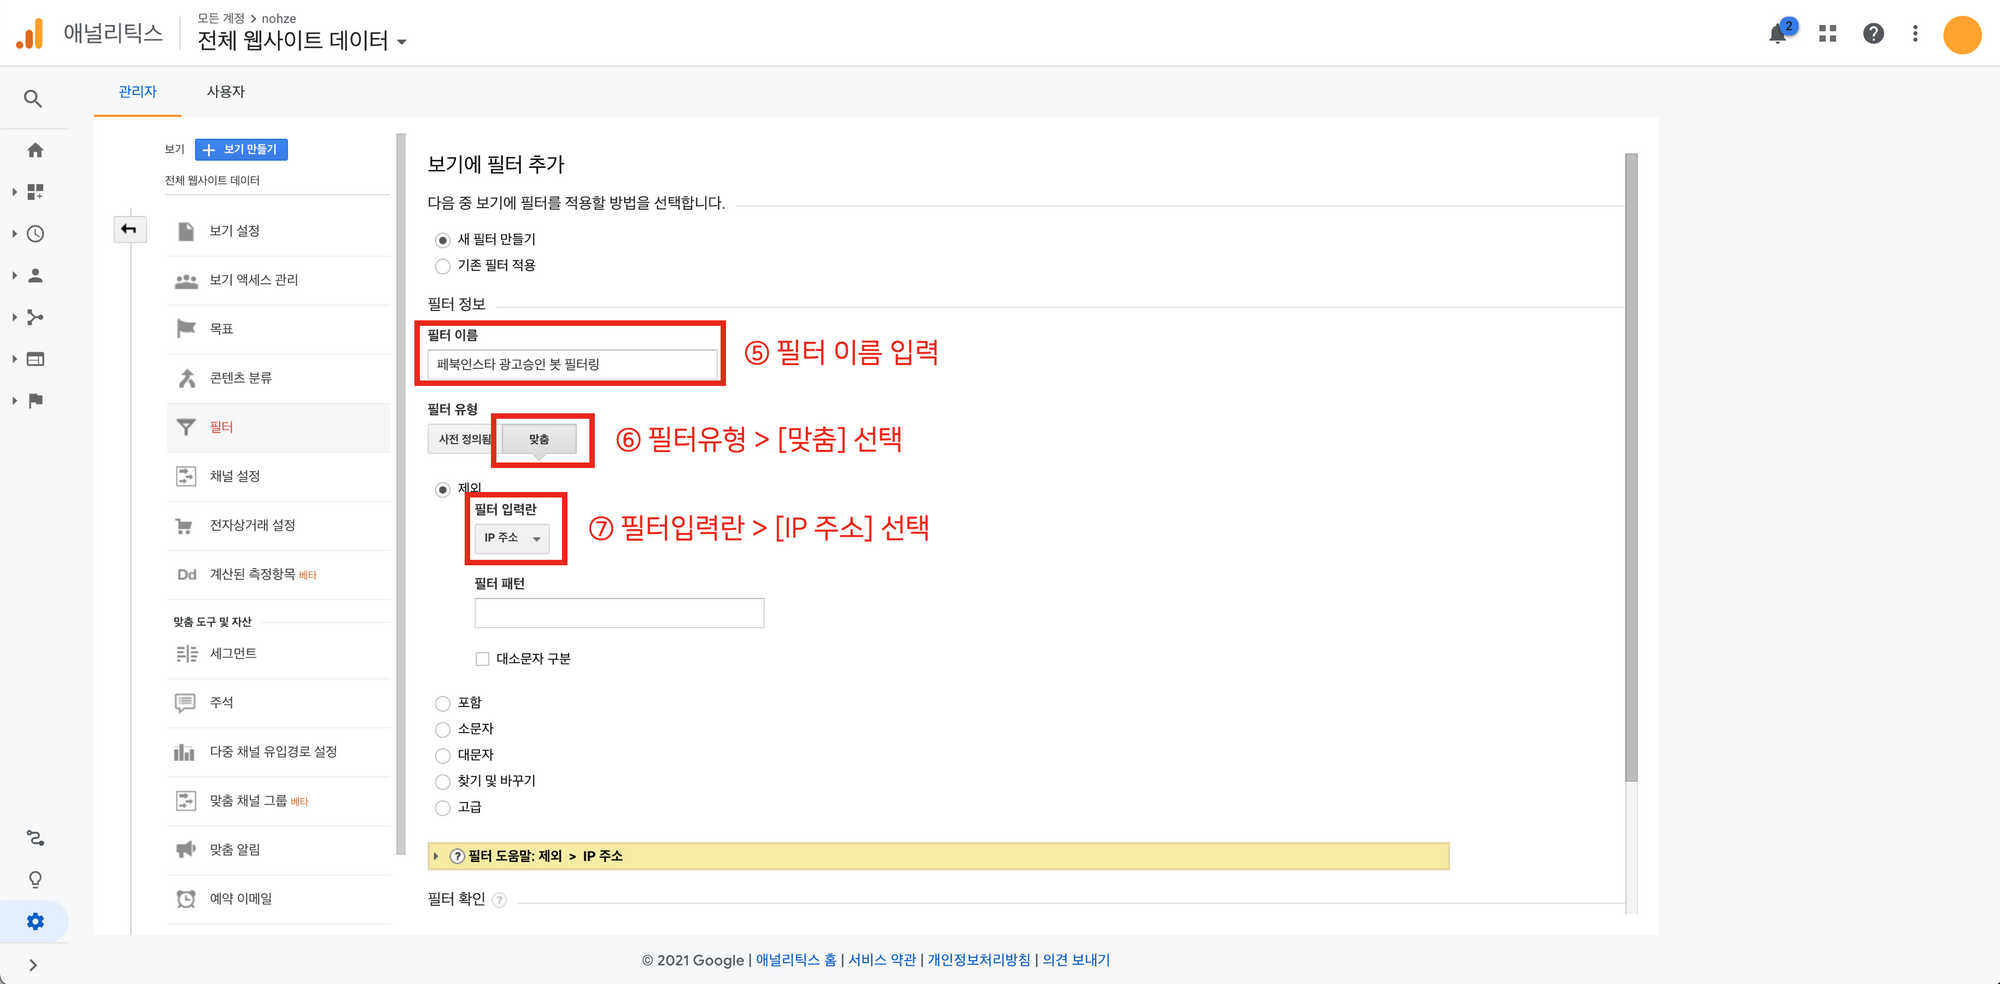 애널리틱스
모든 계정 > nohze
전체 웹사이트 데이터
2
관리자
사용자
보기
보기 만들기
전체 웹사이트 데이터
보기 설정
보기 액세스 관리
목표
콘텐츠 분류
필터
채널 설정
전자상거래 설정
Dd 계산된 측정항목 베타
맞춤 도구 및 자산
세그먼트
주석
다중 채널 유입경로 설정
맞춤 채널 그룹 베타
맞춤 알림
예약 이메일
보기에 필터 추가
다음 중 보기에 필터를 적용할 방법을 선택합니다.
새 필터 만들기
기존 필터 적용
필터 정보
필터 이름
페북인스타 광고승인 봇 필터링
⑤ 필터 이름 입력
필터 유형
사전 정의됨
맞춤
⑥ 필터유형 > [맞춤] 선택
제외
필터 입력란
IP 주소
⑦ 필터입력란 > [IP 주소] 선택
필터 패턴
대소문자 구분
포함
소문자
대문자
찾기 및 바꾸기
고급
? 필터 도움말: 제외 > IP 주소
필터 확인 ?
© 2021 Google | 애널리틱스 홈 | 서비스 약관 | 개인정보처리방침 | 의견 보내기